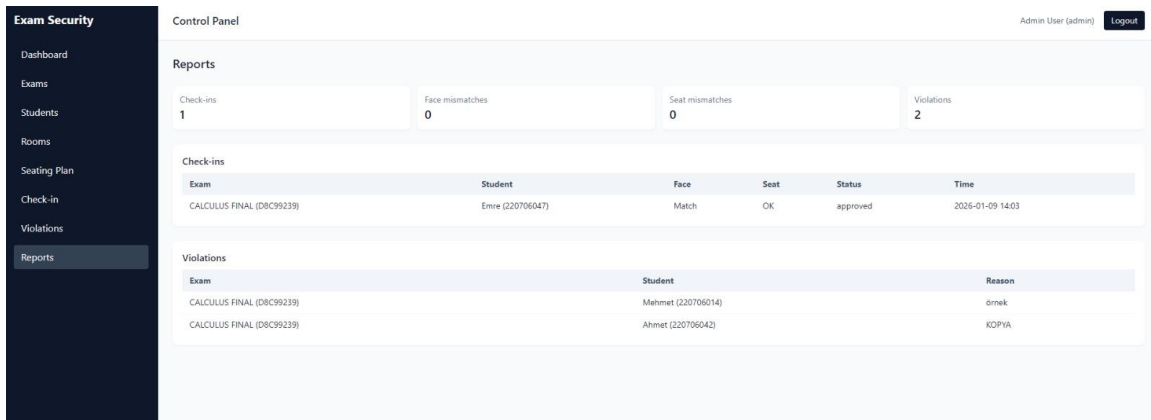 Exam Security
Control Panel
Admin User (admin)
Logout
Dashboard
Exams
Students
Rooms
Seating Plan
Check-in
Violations
Reports
Reports
Check-ins
1
Face mismatches
0
Seat mismatches
0
Violations
2
Check-ins
Exam Student Face Seat Status Time
CALCULUS FINAL (D8C99239) Emre (220706047) Match OK approved 2026-01-09 14:03
Violations
Exam Student Reason
CALCULUS FINAL (D8C99239) Mehmet (220706014) örnek
CALCULUS FINAL (D8C99239) Ahmet (220706042) KOPYA